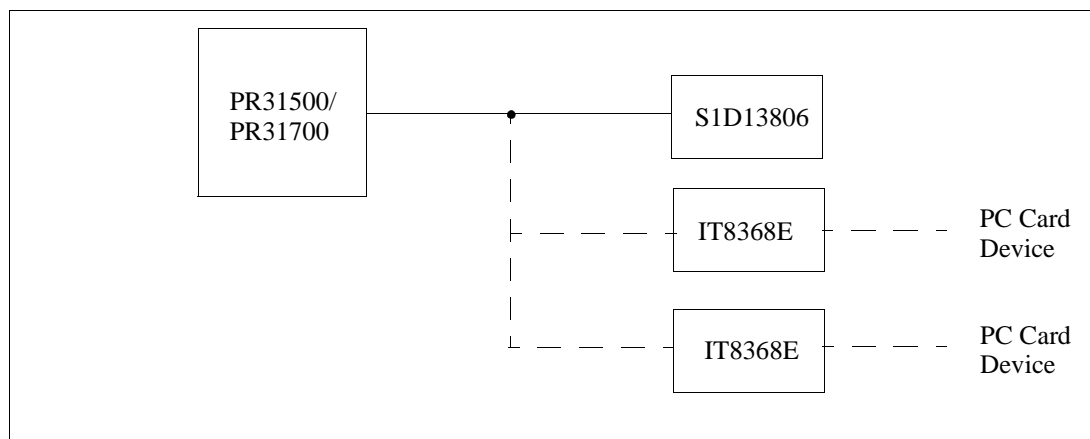 PR31500/
PR31700
S1D13806
IT8368E
PC Card
Device
IT8368E
PC Card
Device